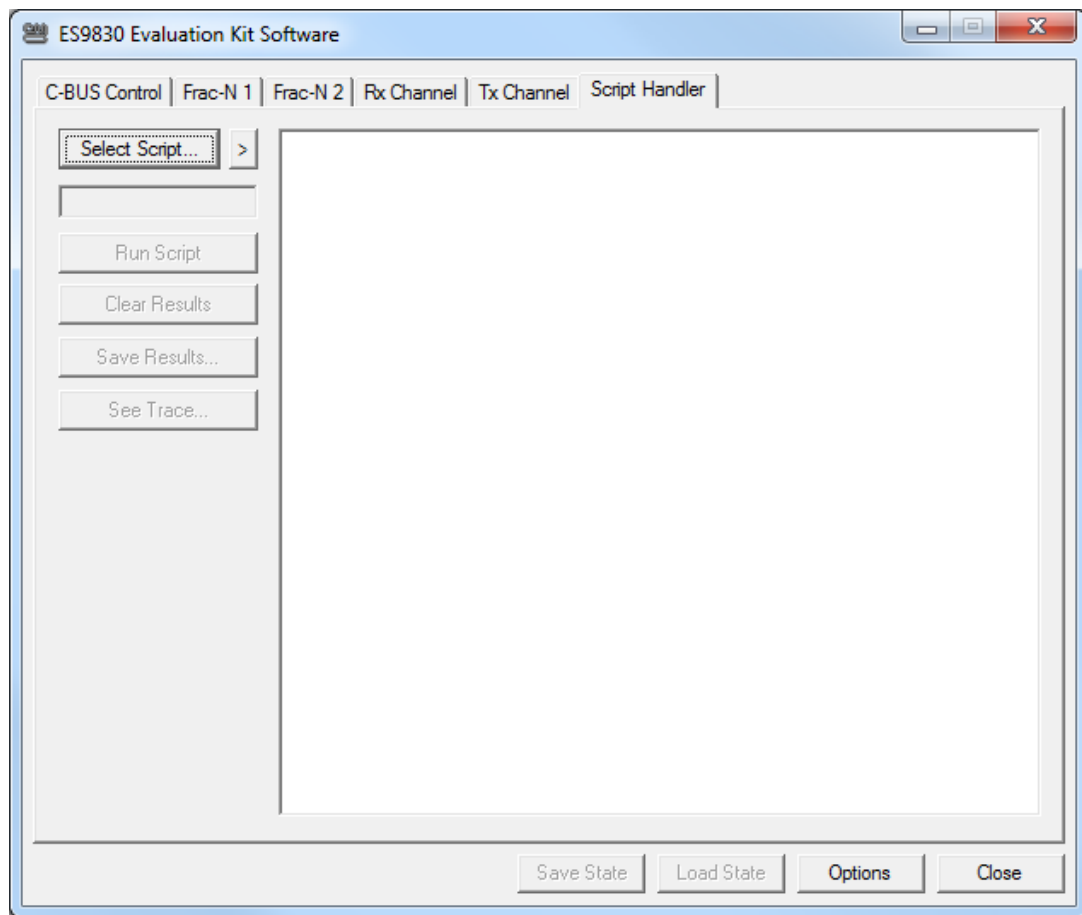 ES9830 Evaluation Kit Software
C-BUS Control Frac-N 1 Frac-N 2 Rx Channel Tx Channel Script Handler
Select Script... >
Run Script
Clear Results
Save Results...
See Trace...
Save State Load State Options Close